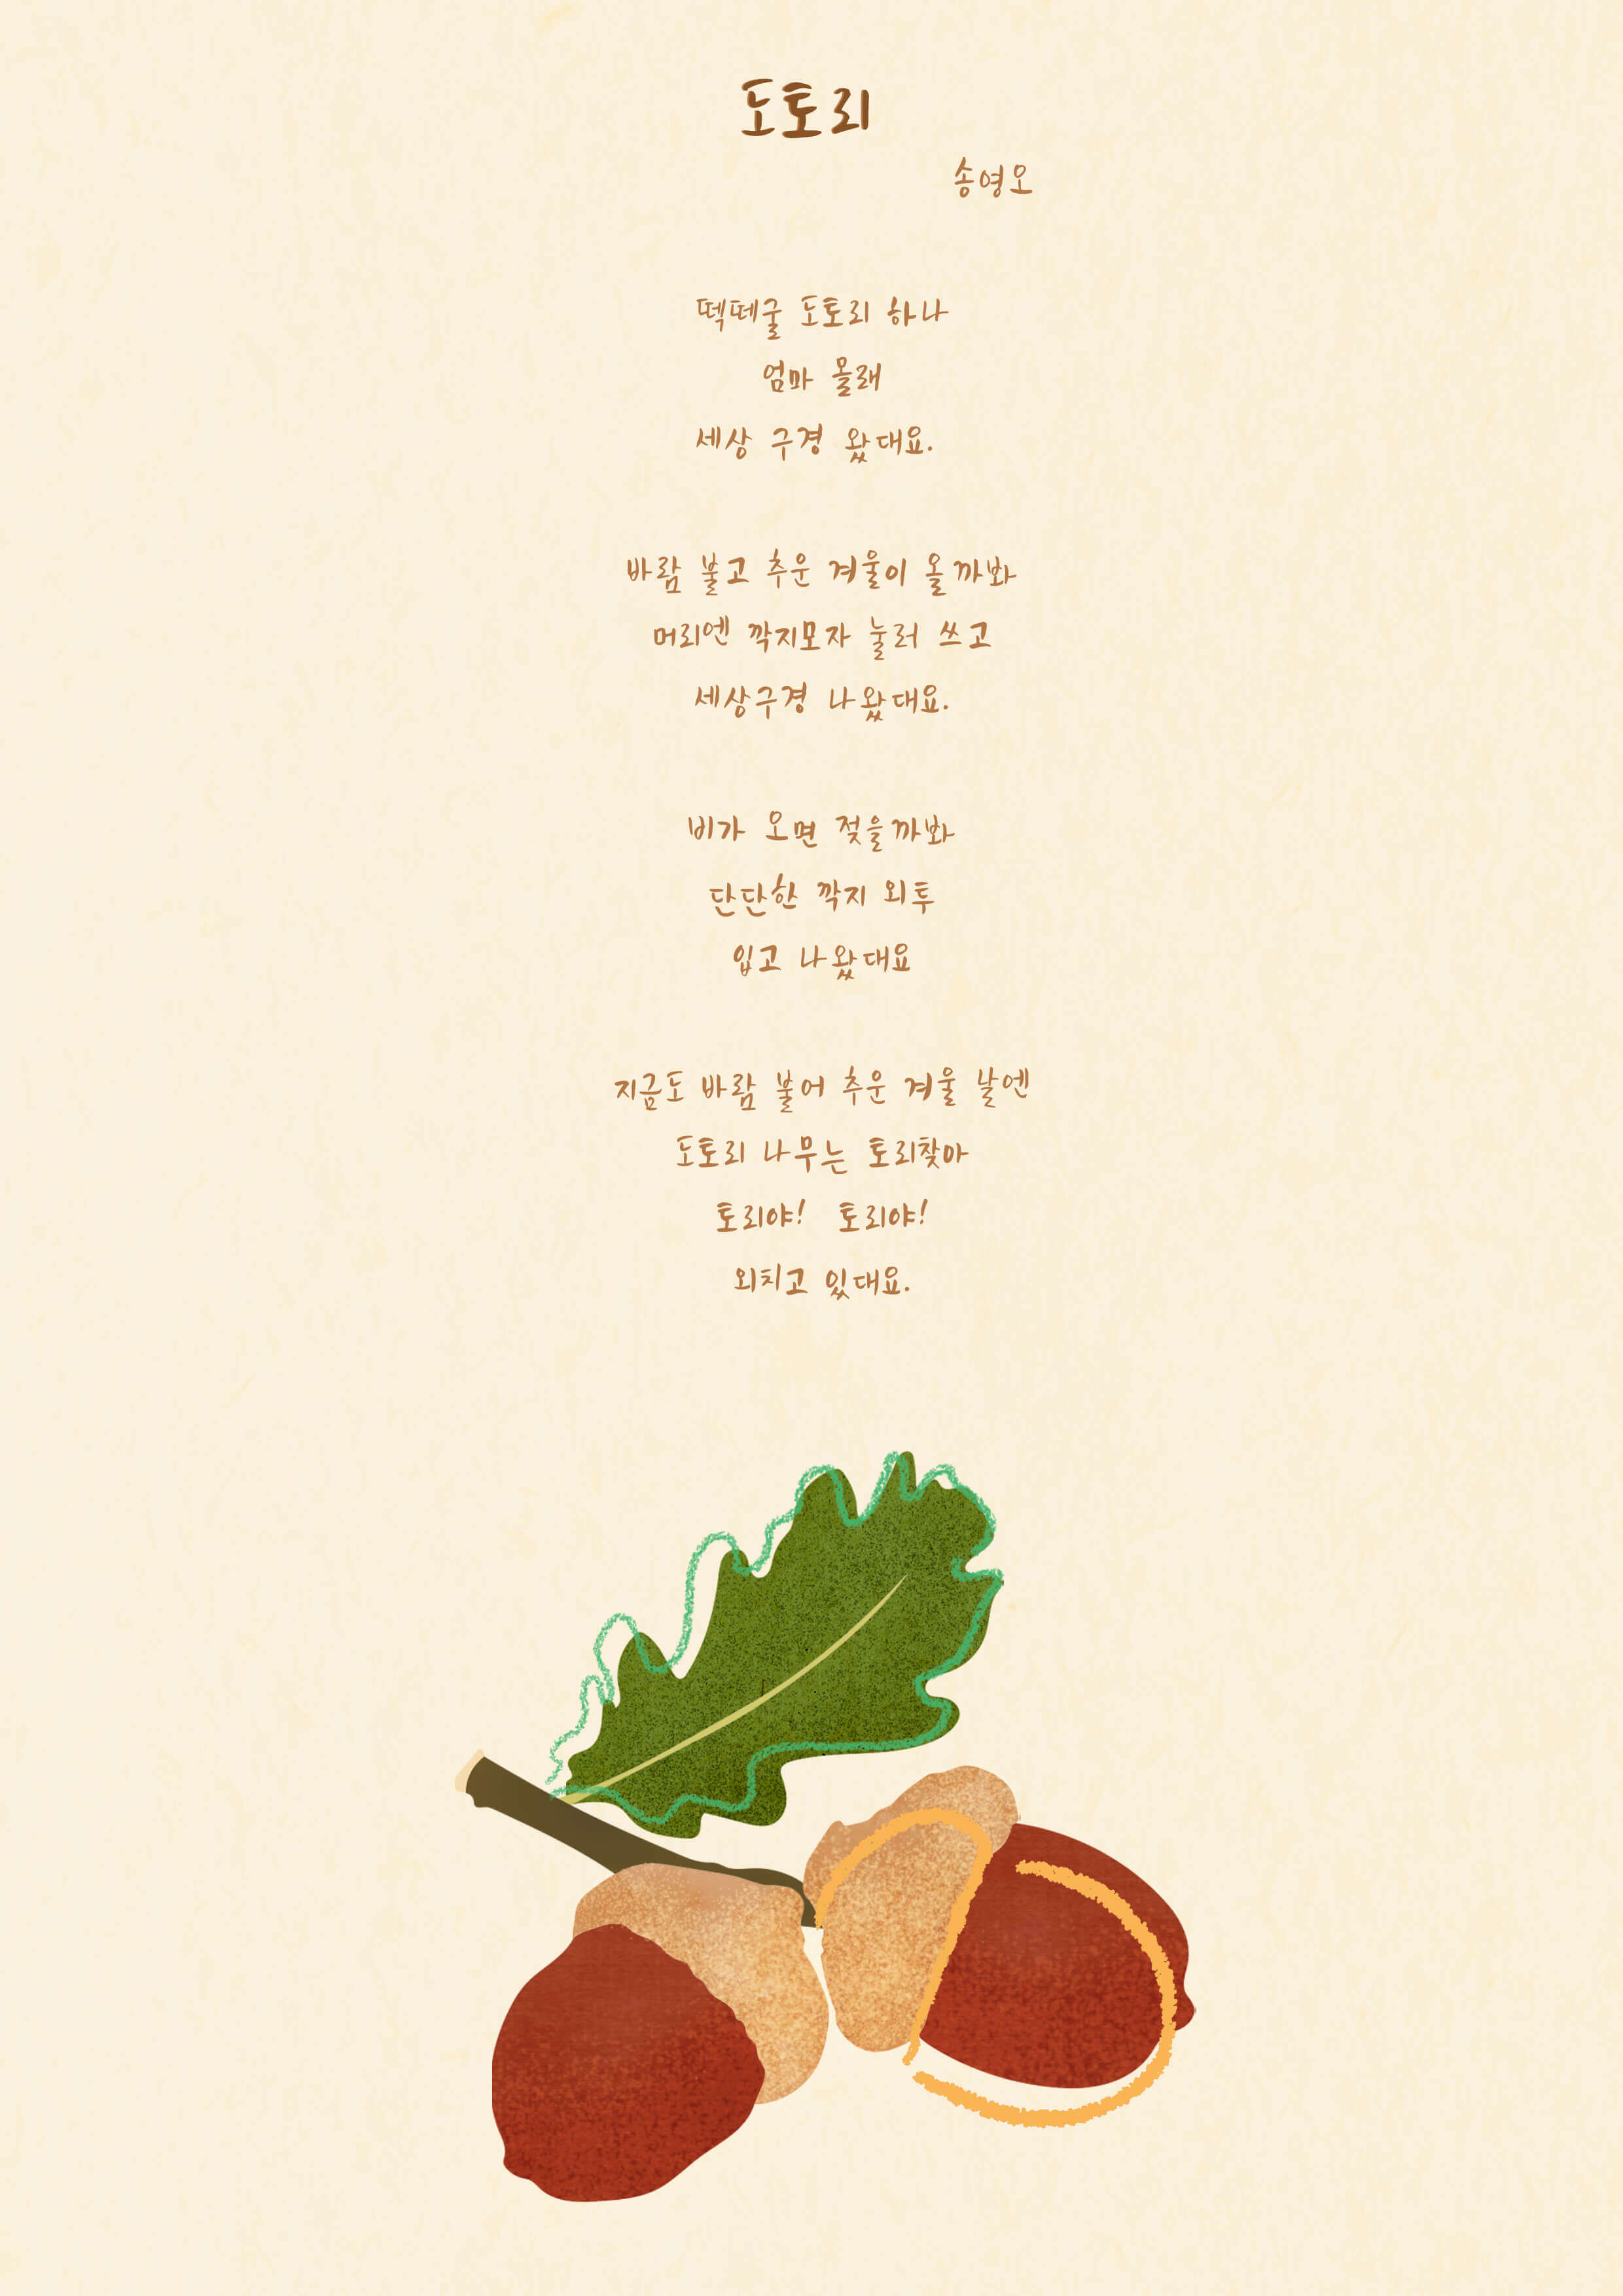 도토리
송영오
떽떼굴 도토리 하나
엄마 몰래
세상 구경 왔대요.
바람 불고 추운 겨울이 올까봐
머리엔 깍지모자 눌러 쓰고
세상구경 나왔대요.
비가 오면 젖을까봐
단단한 깍지 외투
입고 나왔대요
지금도 바람 불어 추운 겨울 날엔
도토리 나무는 토리찾아
토리야! 토리야!
외치고 있대요.